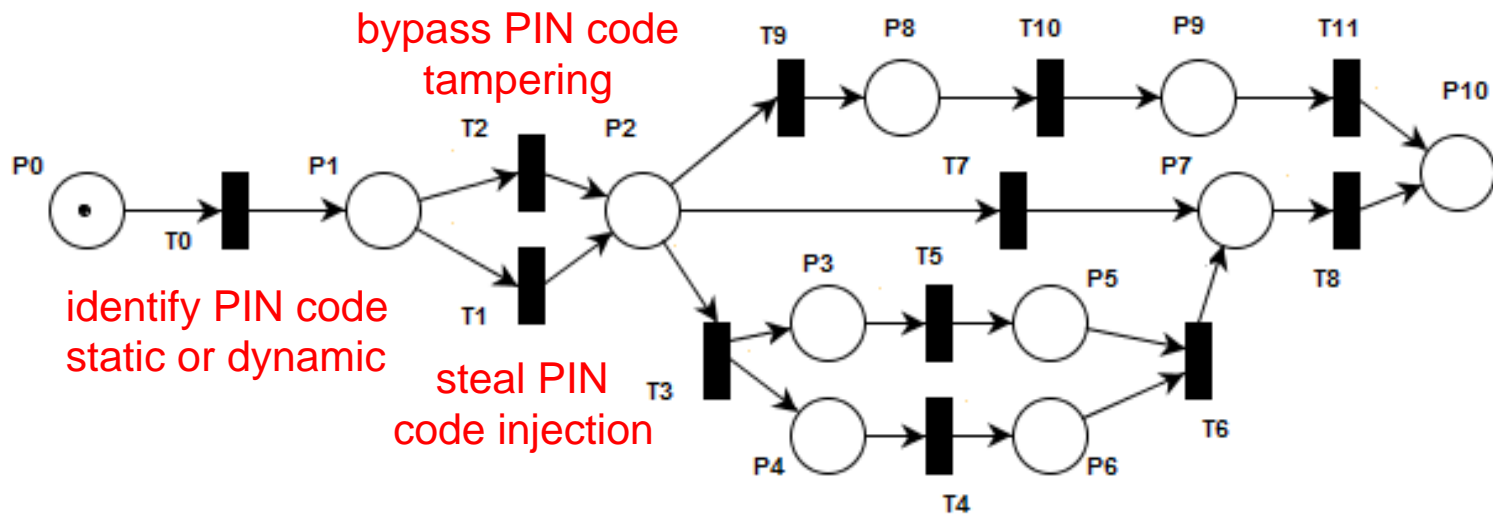 bypass PIN code
tampering
T9
P8
T10
P9
T11
P10
T2
P2
P0
P1
T7
P7
T0
T1
identify PIN code
static or dynamic
steal PIN
code injection
P3
T5
P5
T8
T3
T6
P4
T4
P6